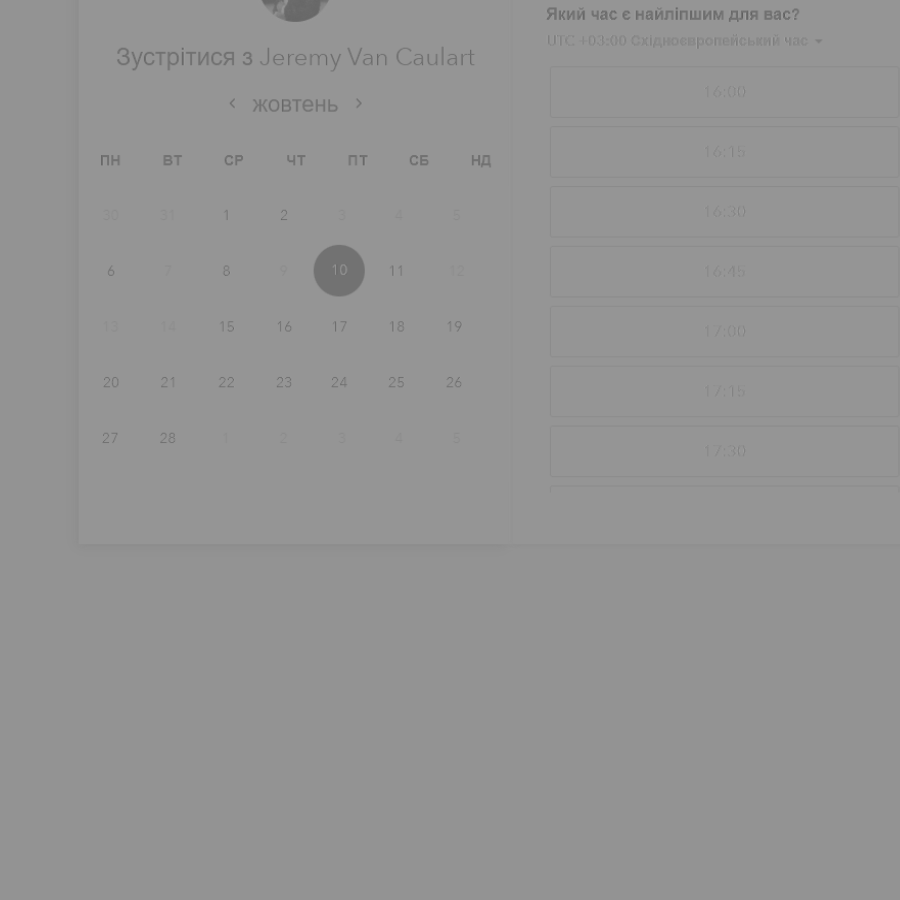 Зустрітися з Jeremy Van Caulart
жовтень
ПН ВТ СР ЧТ ПТ СБ НД
30 31 1 2 3 4 5
6 7 8 9 10 11 12
13 14 15 16 17 18 19
20 21 22 23 24 25 26
27 28 1 2 3 4 5
Який час є найліпшим для вас?
UTC +03:00 Східноєвропейський час
16:00
16:15
16:30
16:45
17:00
17:15
17:30